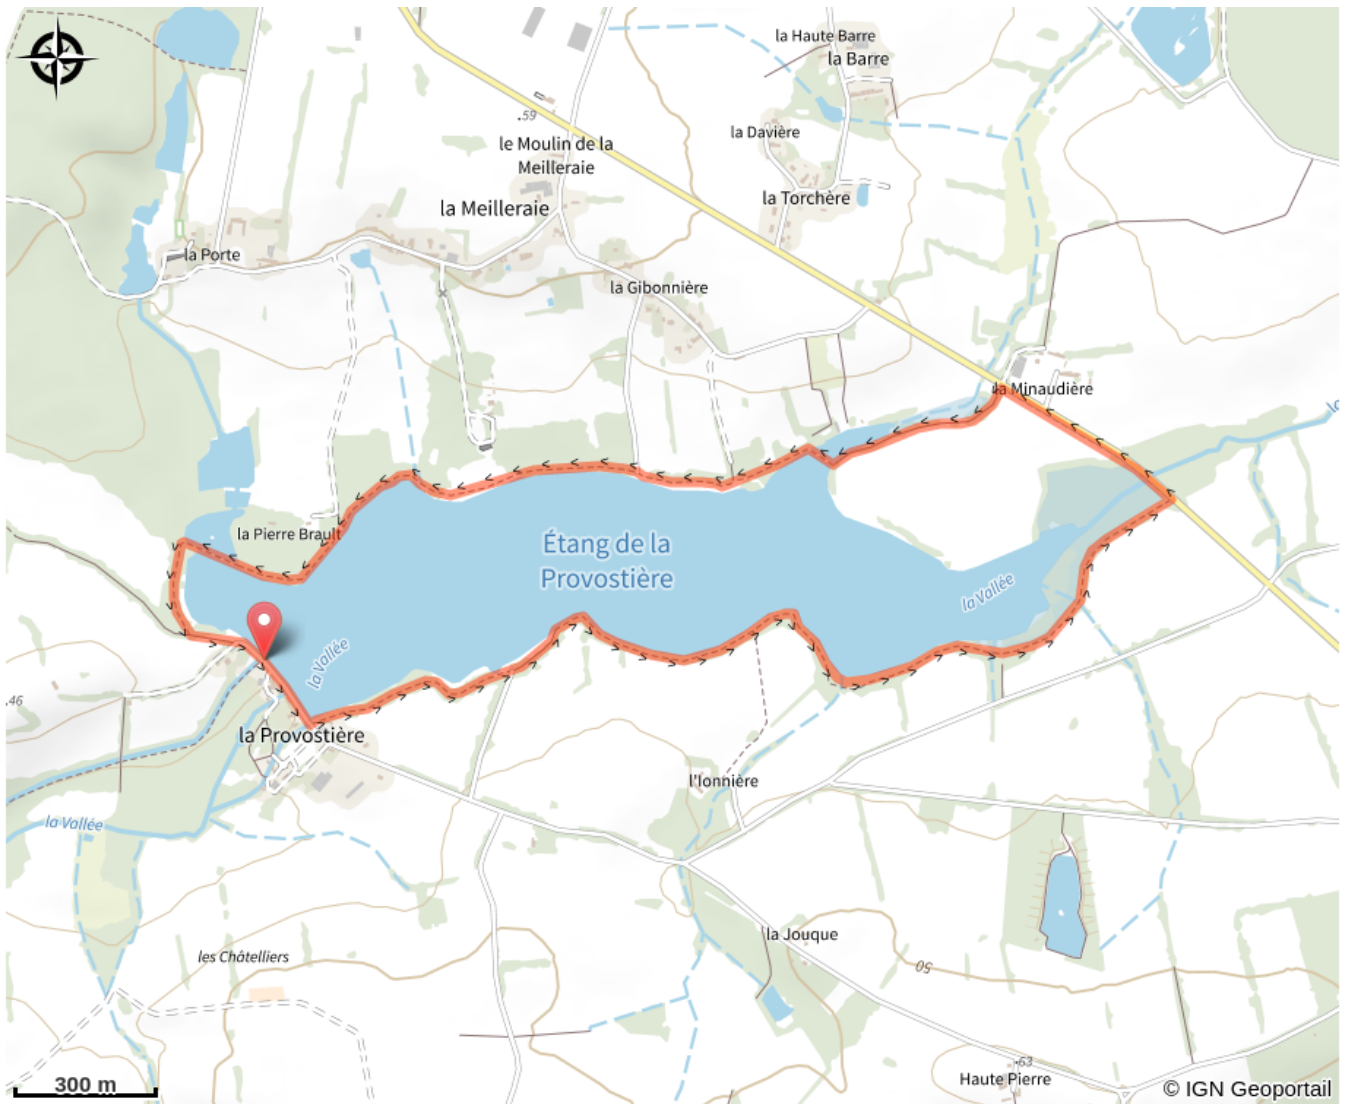 la Haute Barre
la Barre
.59
la Davière
le Moulin de la
Meilleraie
la Torchère
la Meilleraie
la Porte
la Gibonnière
la Minaudière
la Pierre Brault
Étang de la
Provostière
la Vallée
la Vallée
.46
la Provostière
l'Ionnière
la Vallée
la Jouque
les Châtelliers
50
.63
Haute Pierre
300 m
© IGN Geoportail